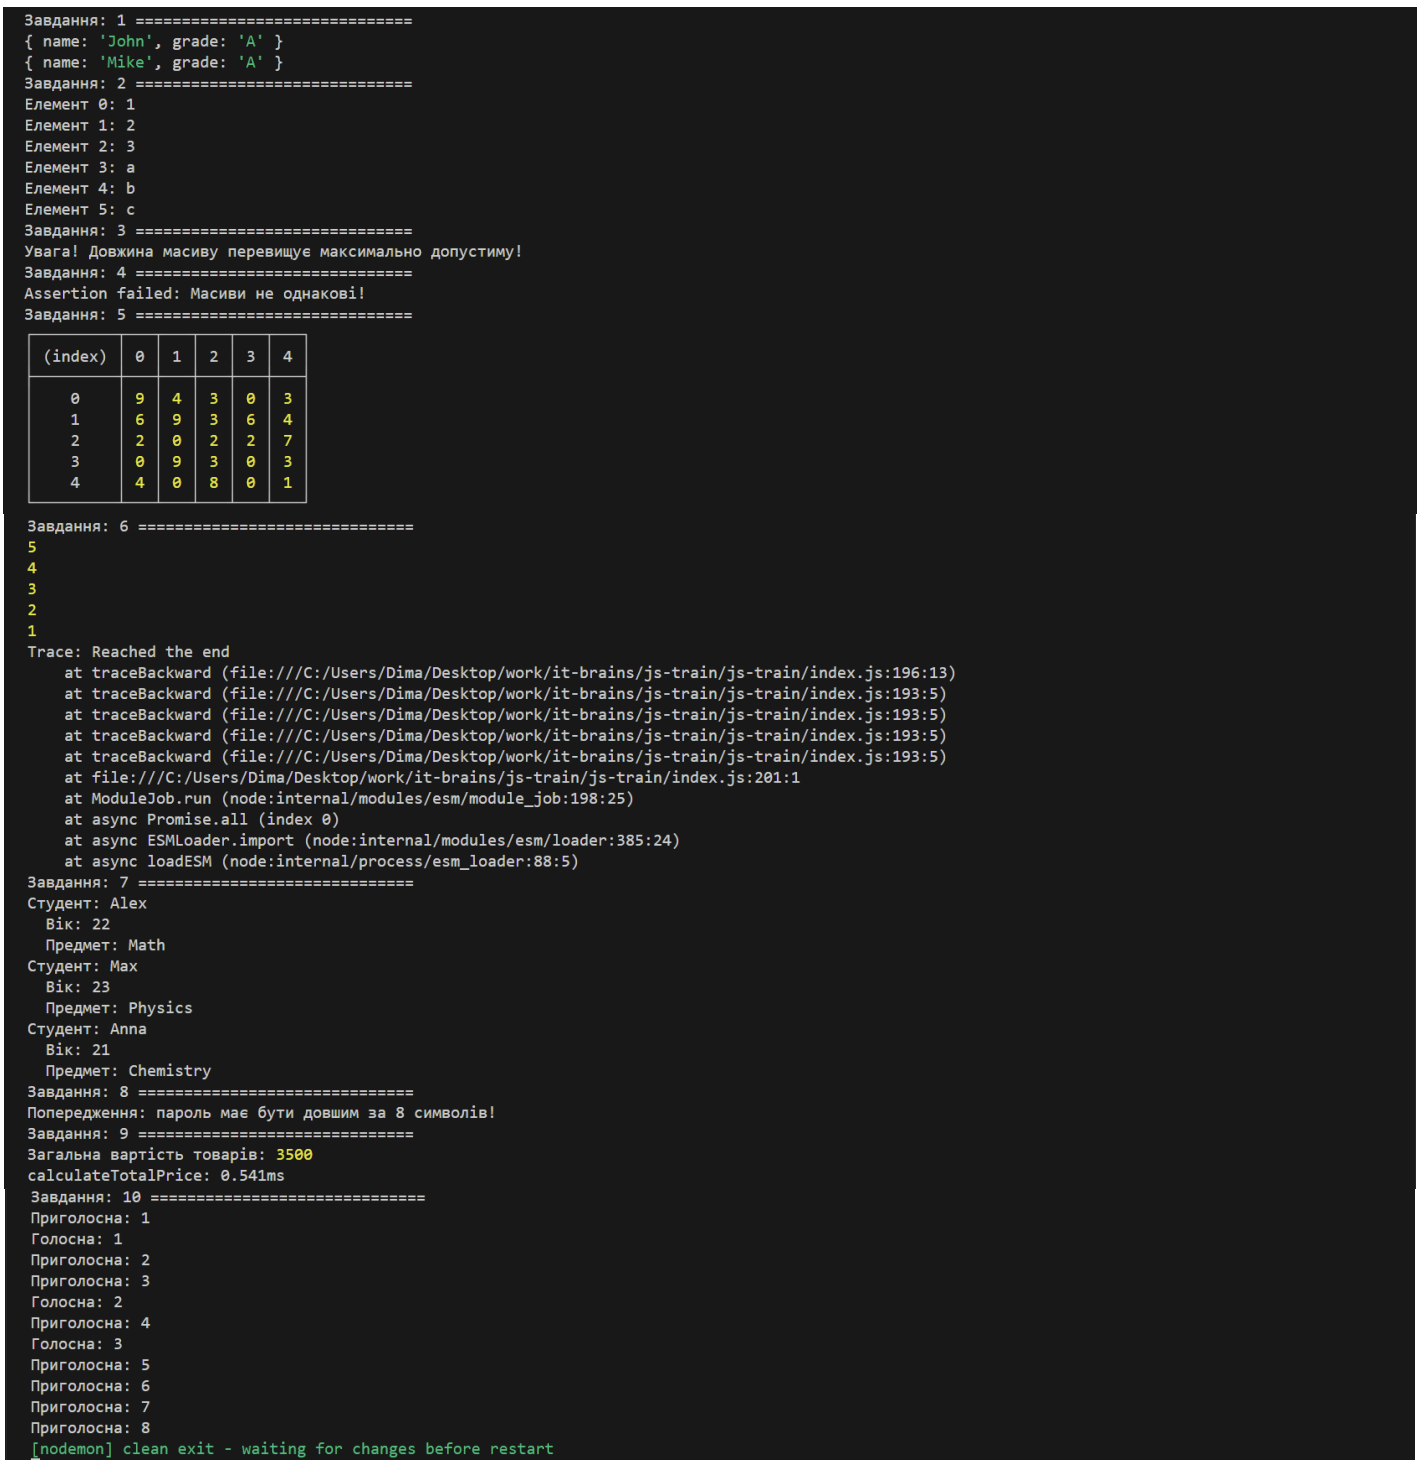 Завдання: 1 ==============================
{ name: 'John', grade: 'A' }
{ name: 'Mike', grade: 'A' }
Завдання: 2 ==============================
Елемент 0: 1
Елемент 1: 2
Елемент 2: 3
Елемент 3: a
Елемент 4: b
Елемент 5: c
Завдання: 3 ==============================
Увага! Довжина масиву перевищує максимально допустиму!
Завдання: 4 ==============================
Assertion failed: Масиви не однакові!
Завдання: 5 ==============================
(index) 0 1 2 3 4
0 9 4 3 0 3
1 6 9 3 6 4
2 2 0 2 2 7
3 0 9 3 0 3
4 4 0 8 0 1
Завдання: 6 ==============================
5
4
3
2
1
Trace: Reached the end
at traceBackward (file:///C:/Users/Dima/Desktop/work/it-brains/js-train/js-train/index.js:196:13)
at traceBackward (file:///C:/Users/Dima/Desktop/work/it-brains/js-train/js-train/index.js:193:5)
at traceBackward (file:///C:/Users/Dima/Desktop/work/it-brains/js-train/js-train/index.js:193:5)
at traceBackward (file:///C:/Users/Dima/Desktop/work/it-brains/js-train/js-train/index.js:193:5)
at traceBackward (file:///C:/Users/Dima/Desktop/work/it-brains/js-train/js-train/index.js:193:5)
at file:///C:/Users/Dima/Desktop/work/it-brains/js-train/js-train/index.js:201:1
at ModuleJob.run (node:internal/modules/esm/module_job:198:25)
at async Promise.all (index 0)
at async ESMLoader.import (node:internal/modules/esm/loader:385:24)
at async loadESM (node:internal/process/esm_loader:88:5)
Завдання: 7 ==============================
Студент: Alex
Вік: 22
Предмет: Math
Студент: Max
Вік: 23
Предмет: Physics
Студент: Anna
Вік: 21
Предмет: Chemistry
Завдання: 8 ==============================
Попередження: пароль має бути довшим за 8 символів!
Завдання: 9 ==============================
Загальна вартість товарів: 3500
calculateTotalPrice: 0.541ms
Завдання: 10 ==============================
Приголосна: 1
Голосна: 1
Приголосна: 2
Приголосна: 3
Голосна: 2
Приголосна: 4
Голосна: 3
Приголосна: 5
Приголосна: 6
Приголосна: 7
Приголосна: 8
[nodemon] clean exit - waiting for changes before restart